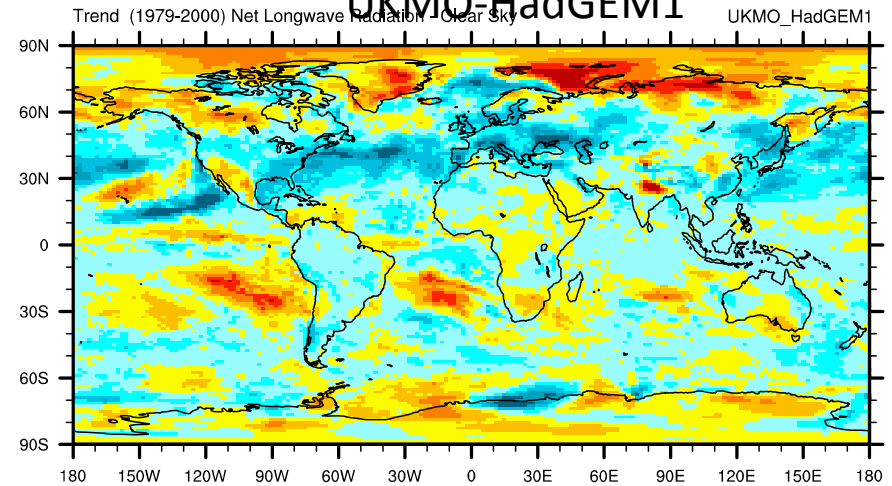 UKMO-HadGEM1
Trend (1979-2000) Net Longwave Radiation - Clear Sky UKMO_HadGEM1
90N
60N
30N
0
30S
60S
90S
180 150W 120W 90W 60W 30W 0 30E 60E 90E 120E 150E 180